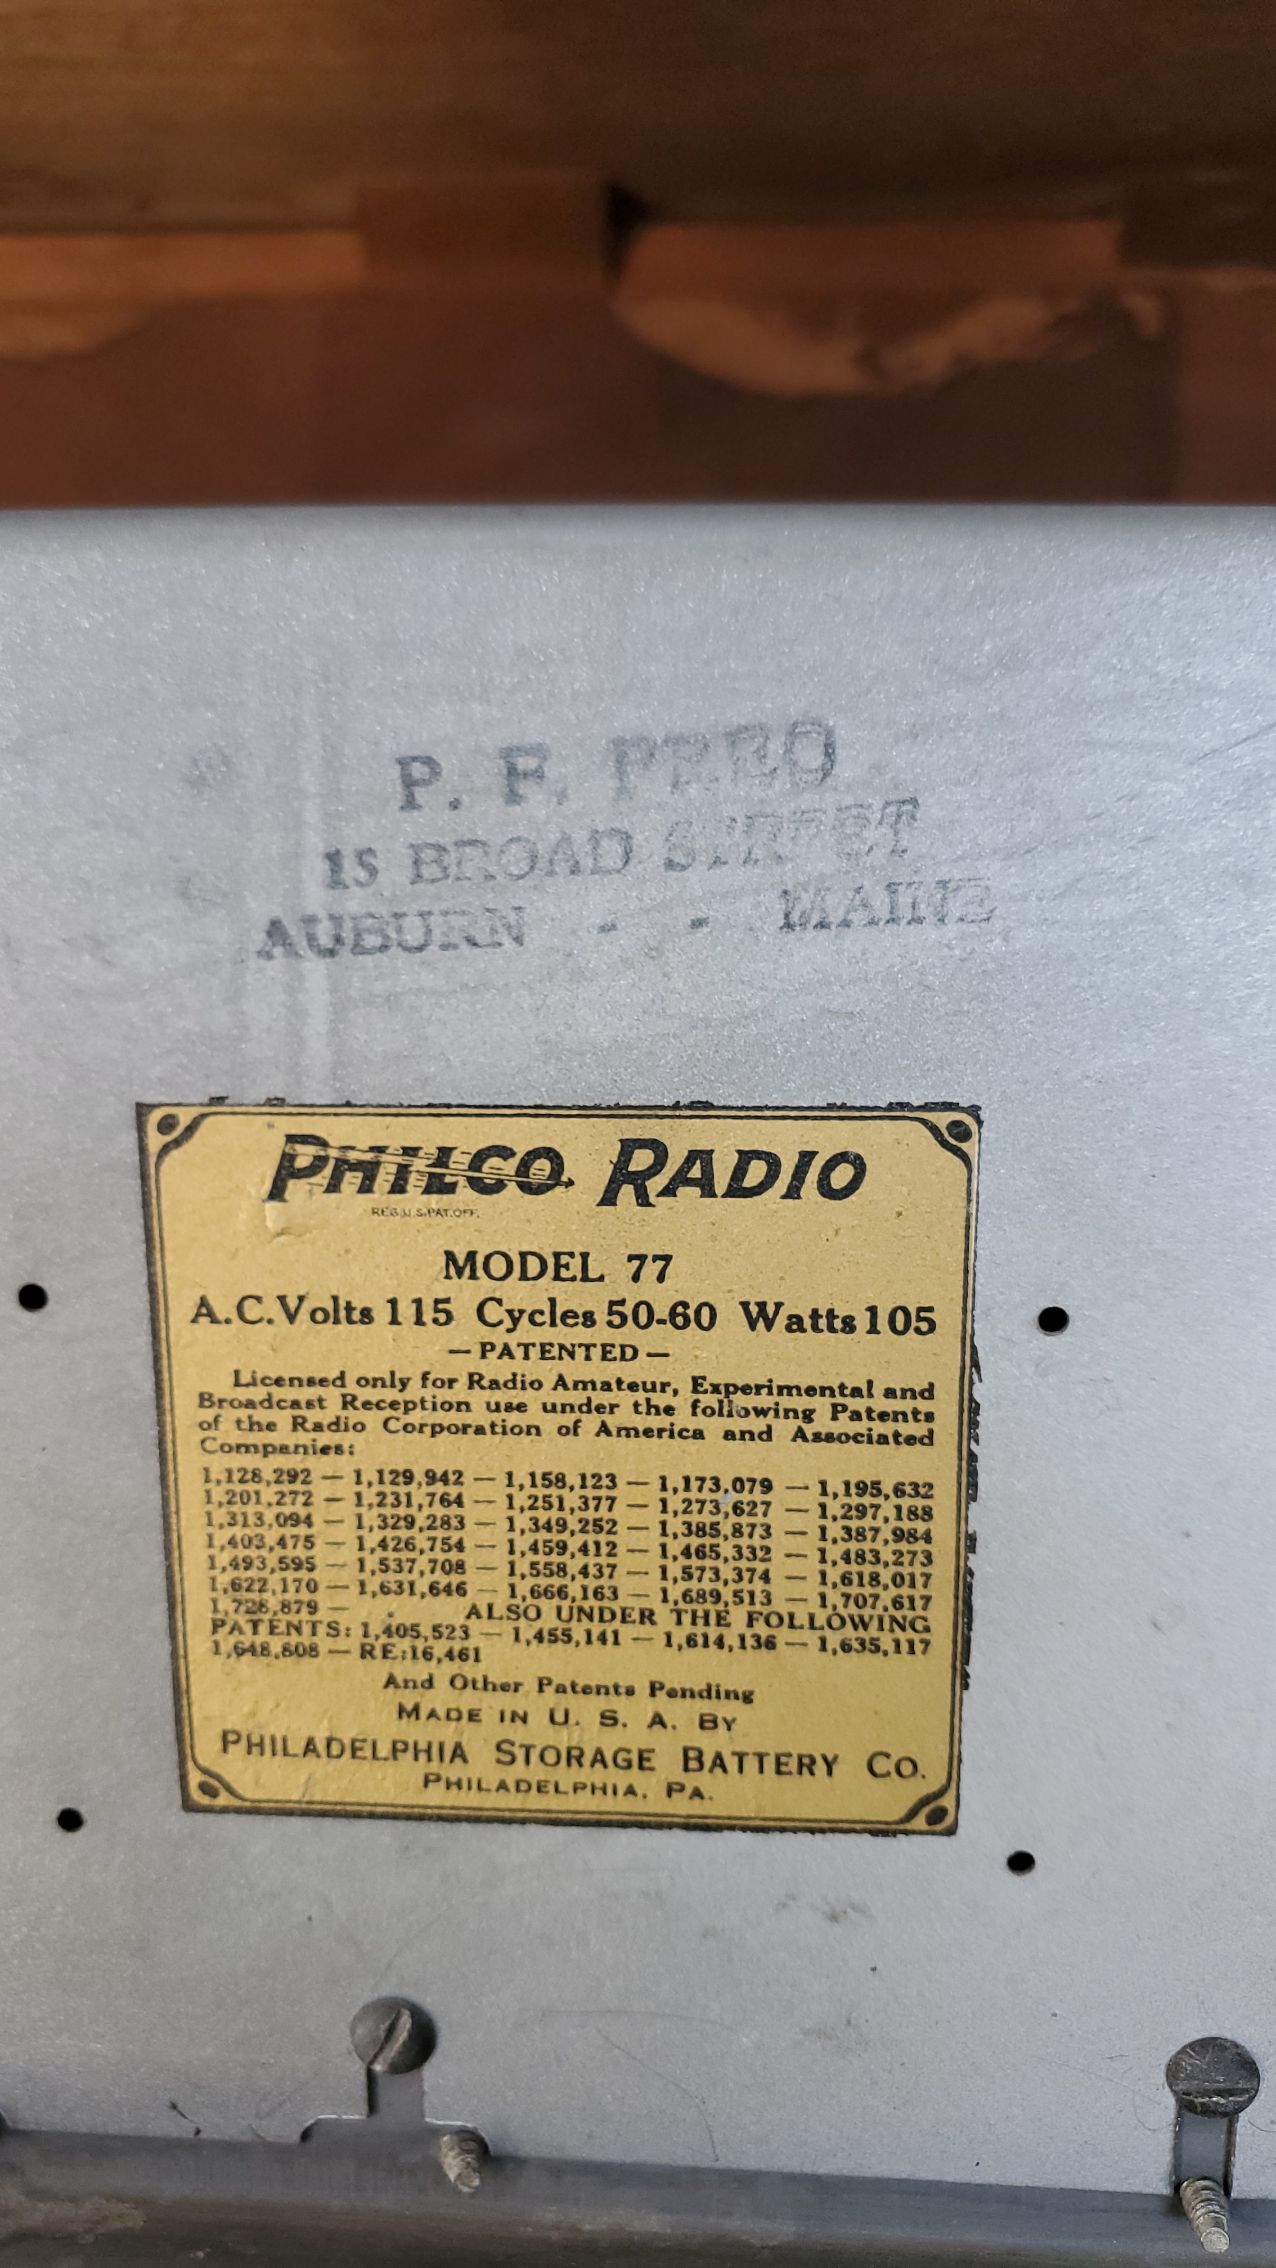 P. F. PREO
15 BROAD STREET
AUBURN - - MAINE
PHILCO RADIO
REG.U.S.PAT.OFF.
MODEL 77
A.C.Volts 115 Cycles 50-60 Watts 105
—PATENTED—
Licensed only for Radio Amateur, Experimental and
Broadcast Reception use under the following Patents
of the Radio Corporation of America and Associated
Companies:
1,128,292 — 1,129,942 — 1,158,123 — 1,173,079 — 1,195,632
1,201,272 — 1,231,764 — 1,251,377 — 1,273,627 — 1,297,188
1,313,094 — 1,329,283 — 1,349,252 — 1,385,873 — 1,387,984
1,403,475 — 1,426,754 — 1,459,412 — 1,465,332 — 1,483,273
1,493,595 — 1,537,708 — 1,558,437 — 1,573,374 — 1,618,017
1,622,170 — 1,631,646 — 1,666,163 — 1,689,513 — 1,707,617
1,728,879 — . ALSO UNDER THE FOLLOWING
PATENTS: 1,405,523 — 1,455,141 — 1,614,136 — 1,635,117
1,648,808 — RE:16,461
And Other Patents Pending
MADE IN U. S. A. BY
PHILADELPHIA STORAGE BATTERY CO.
PHILADELPHIA, PA.